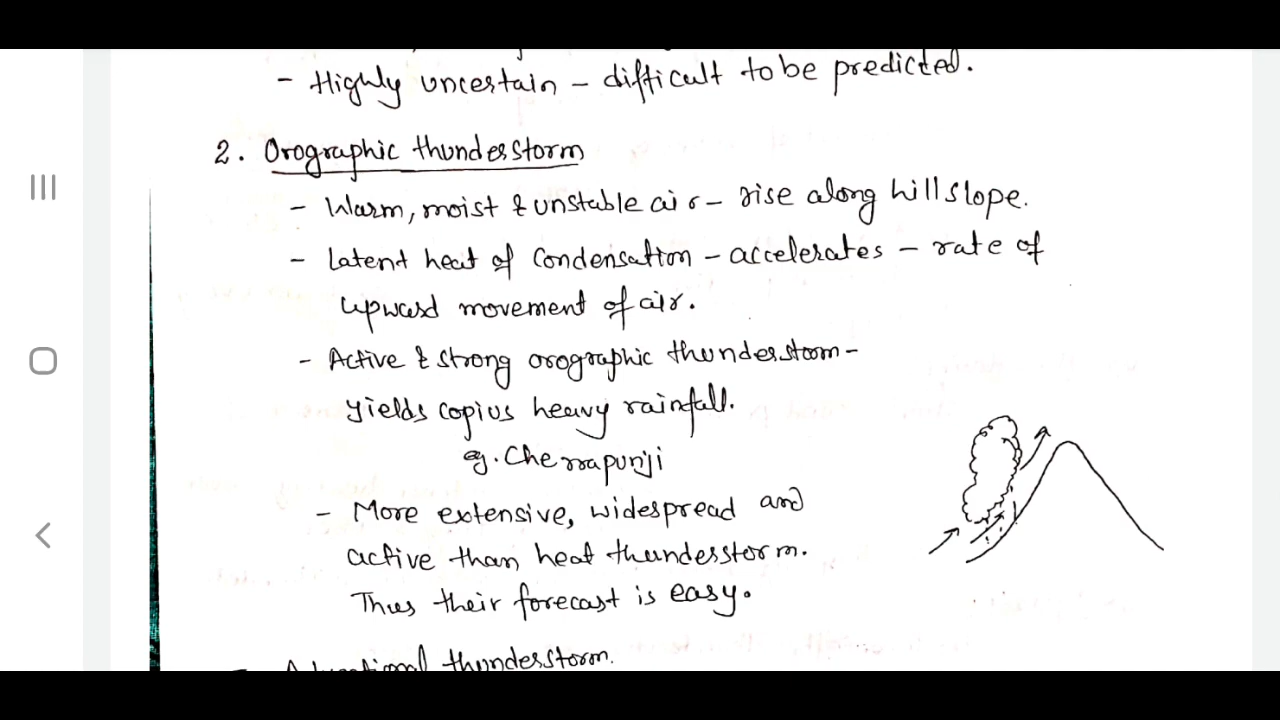 - Highly uncertain – difficult to be predicted.
2. Orographic thunderstorm
- Warm, moist & unstable air – rise along hill slope.
- Latent heat of condensation – accelerates – rate of
upward movement of air.
- Active & strong orographic thunderstorm –
yields copius heavy rainfall.
eg. Cherrapunji
- More extensive, widespread and
active than heat thunderstorm.
Thus their forecast is easy.
thunderstorm.